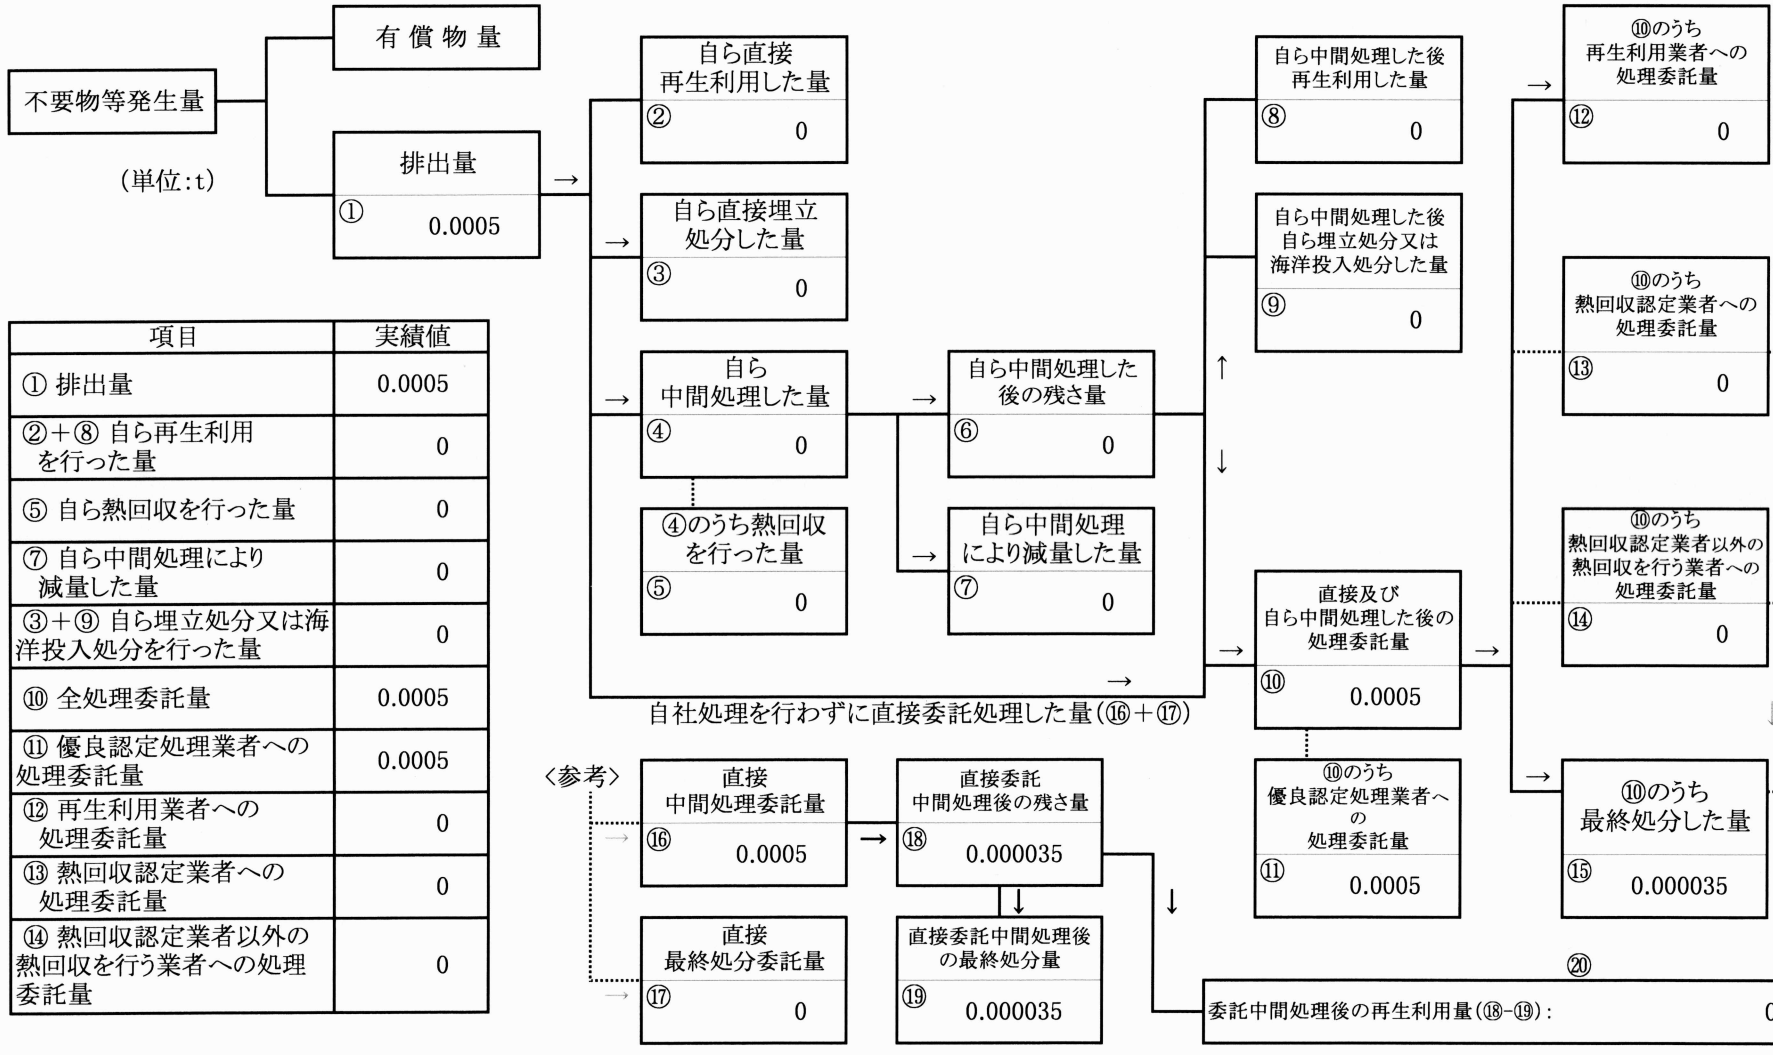 不要物等発生量
(単位:t)
有償物量
排出量
①
0.0005
自ら直接
再生利用した量
②
0
自ら直接埋立
処分した量
③
0
自ら
中間処理した量
④
0
④のうち熱回収
を行った量
⑤
0
自ら中間処理した
後の残さ量
⑥
0
自ら中間処理
により減量した量
⑦
0
自ら中間処理した後
再生利用した量
⑧
0
自ら中間処理した後
自ら埋立処分又は
海洋投入処分した量
⑨
0
直接及び
自ら中間処理した後の
処理委託量
⑩
0.0005
⑩のうち
優良認定処理業者へ
の
処理委託量
⑪
0.0005
⑩のうち
再生利用業者への
処理委託量
⑫
0
⑩のうち
熱回収認定業者への
処理委託量
⑬
0
⑩のうち
熱回収認定業者以外の
熱回収を行う業者への
処理委託量
⑭
0
⑩のうち
最終処分した量
⑮
0.000035
自社処理を行わずに直接委託処理した量(⑯+⑰)
<参考>
直接
中間処理委託量
⑯
0.0005
直接
最終処分委託量
⑰
0
直接委託
中間処理後の残さ量
⑱
0.000035
直接委託中間処理後
の最終処分量
⑲
0.000035
⑳
委託中間処理後の再生利用量(⑱-⑲): 0
項目 実績値
① 排出量 0.0005
②+⑧ 自ら再生利用
を行った量 0
⑤ 自ら熱回収を行った量 0
⑦ 自ら中間処理により
減量した量 0
③+⑨ 自ら埋立処分又は海
洋投入処分を行った量 0
⑩ 全処理委託量 0.0005
⑪ 優良認定処理業者への
処理委託量 0.0005
⑫ 再生利用業者への
処理委託量 0
⑬ 熱回収認定業者への
処理委託量 0
⑭ 熱回収認定業者以外の
熱回収を行う業者への処理
委託量 0